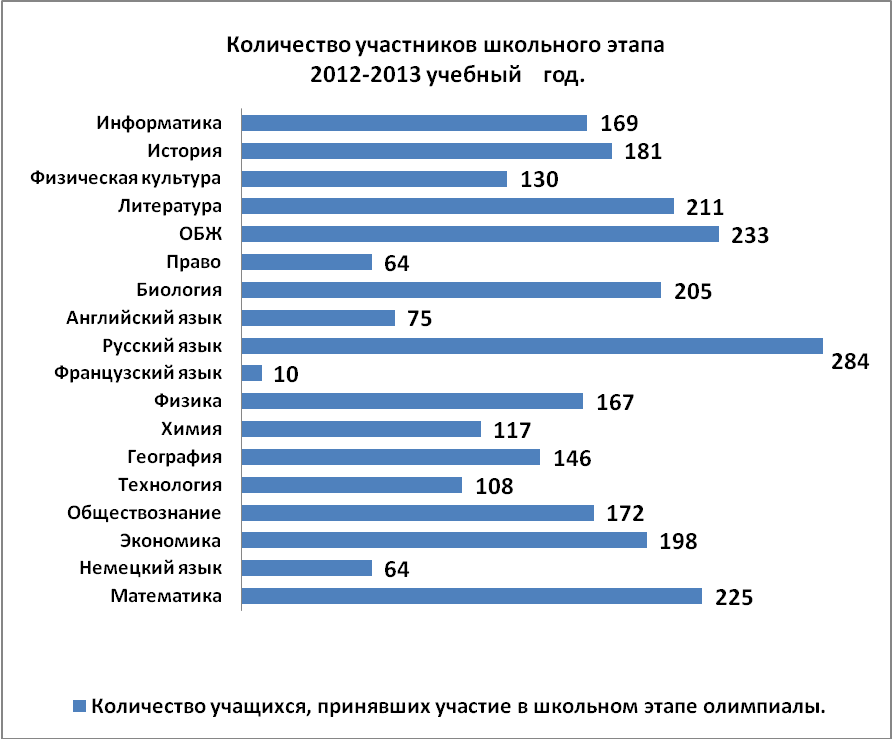 Количество участников школьного этапа
2012-2013 учебный год.
Информатика 169
История 181
Физическая культура 130
Литература 211
ОБЖ 233
Право 64
Биология 205
Английский язык 75
Русский язык 284
Французский язык 10
Физика 167
Химия 117
География 146
Технология 108
Обществознание 172
Экономика 198
Немецкий язык 64
Математика 225
Количество учащихся, принявших участие в школьном этапе олимпиалы.